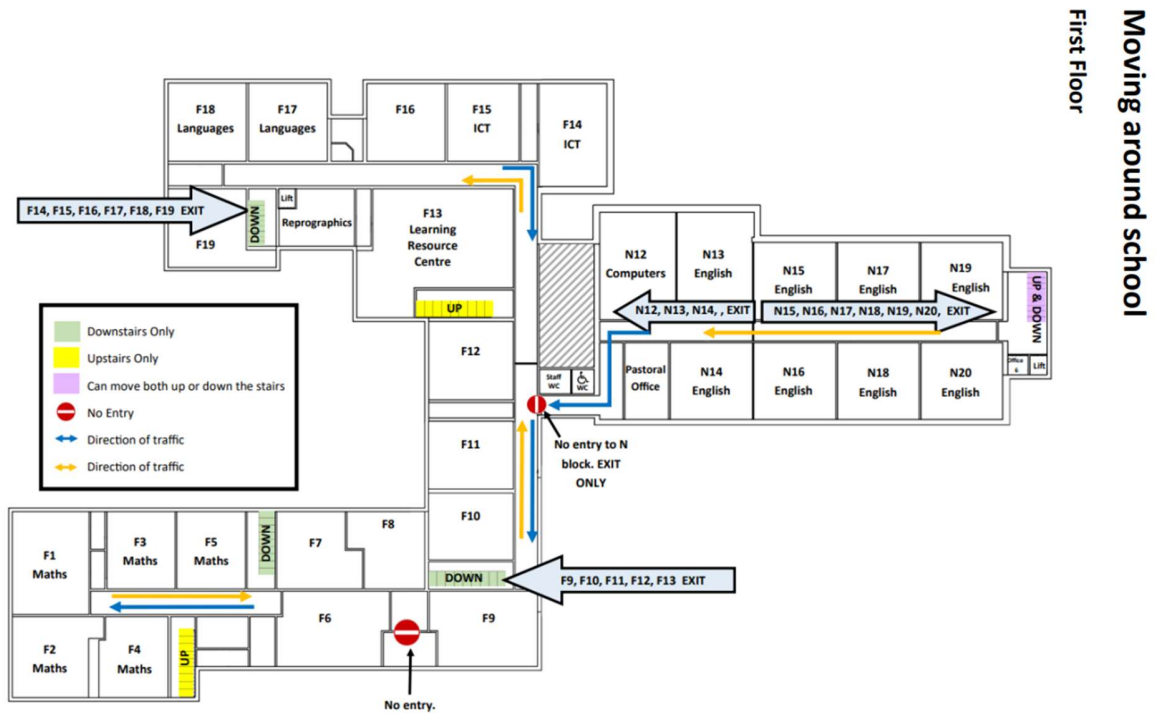 Moving around school
First Floor
F18
Languages
F17
Languages
F16
F15
ICT
F14
ICT
F14, F15, F16, F17, F18, F19 EXIT
F19
DOWN
Lift
Reprographics
F13
Learning
Resource
Centre
UP
N12
Computers
N13
English
N15
English
N17
English
N19
English
N12, N13, N14, , EXIT
N15, N16, N17, N18, N19, N20, EXIT
UP & DOWN
Pastoral
Office
N14
English
N16
English
N18
English
N20
English
Office
6
Lift
Staff
WC
WC
Downstairs Only
Upstairs Only
Can move both up or down the stairs
No Entry
Direction of traffic
Direction of traffic
F12
F11
F10
No entry to N
block. EXIT
ONLY
DOWN
F9, F10, F11, F12, F13 EXIT
F1
Maths
F3
Maths
F5
Maths
DOWN
F7
F8
F2
Maths
F4
Maths
UP
F6
F9
No entry.